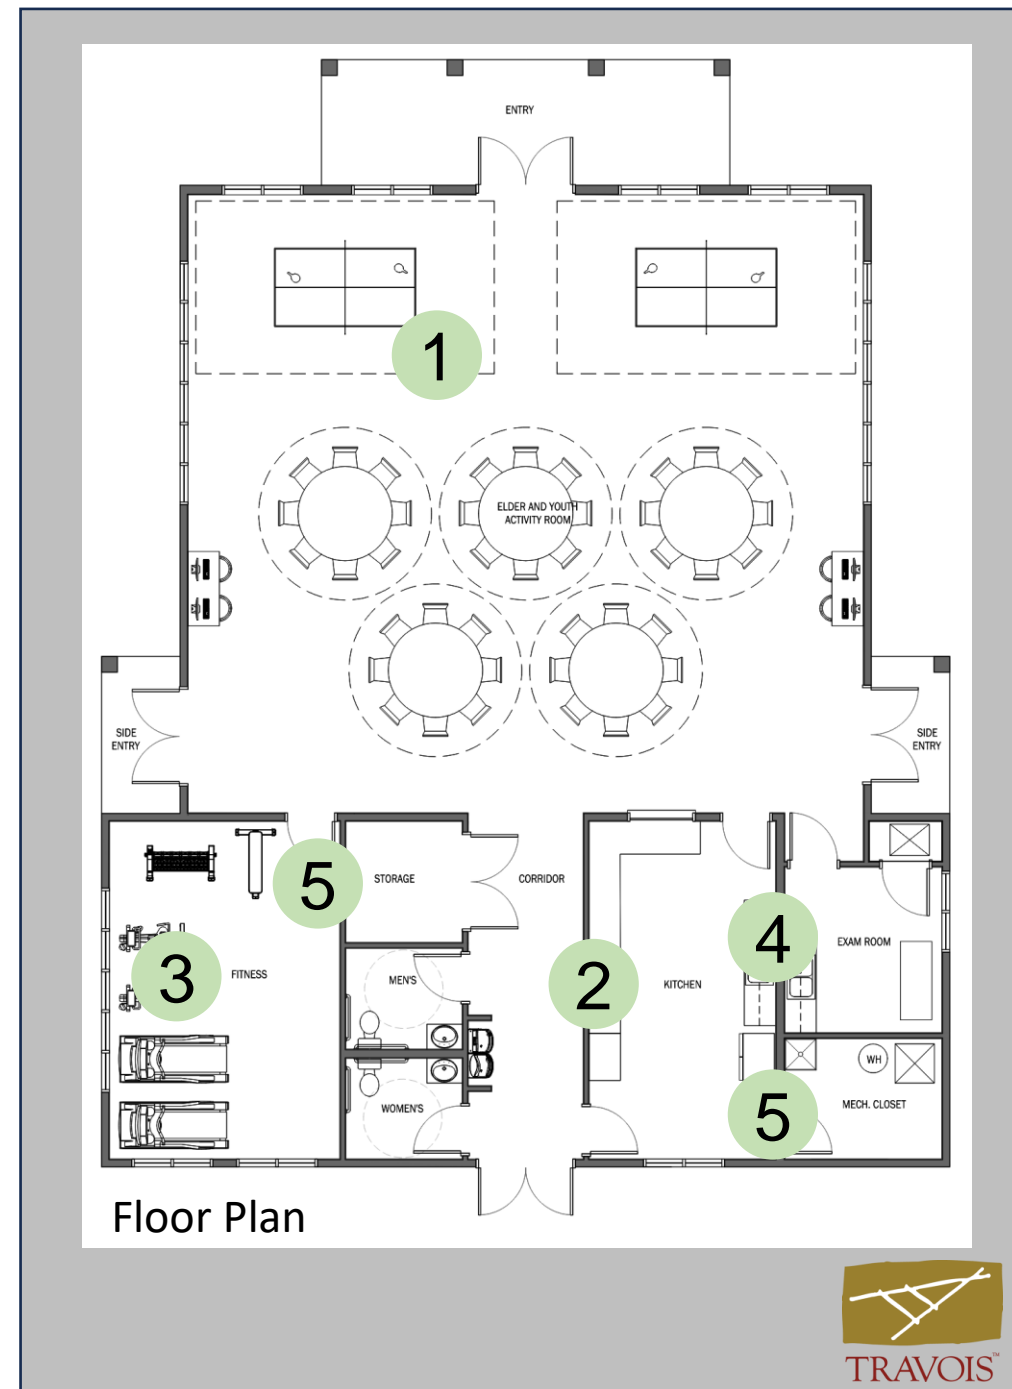 ENTRY
1
ELDER AND YOUTH
ACTIVITY ROOM
SIDE
ENTRY
SIDE
ENTRY
5
STORAGE
CORRIDOR
4
EXAM ROOM
3
FITNESS
MEN'S
2
KITCHEN
WH
WOMEN'S
5
MECH. CLOSET
Floor Plan
TRAVOIS™